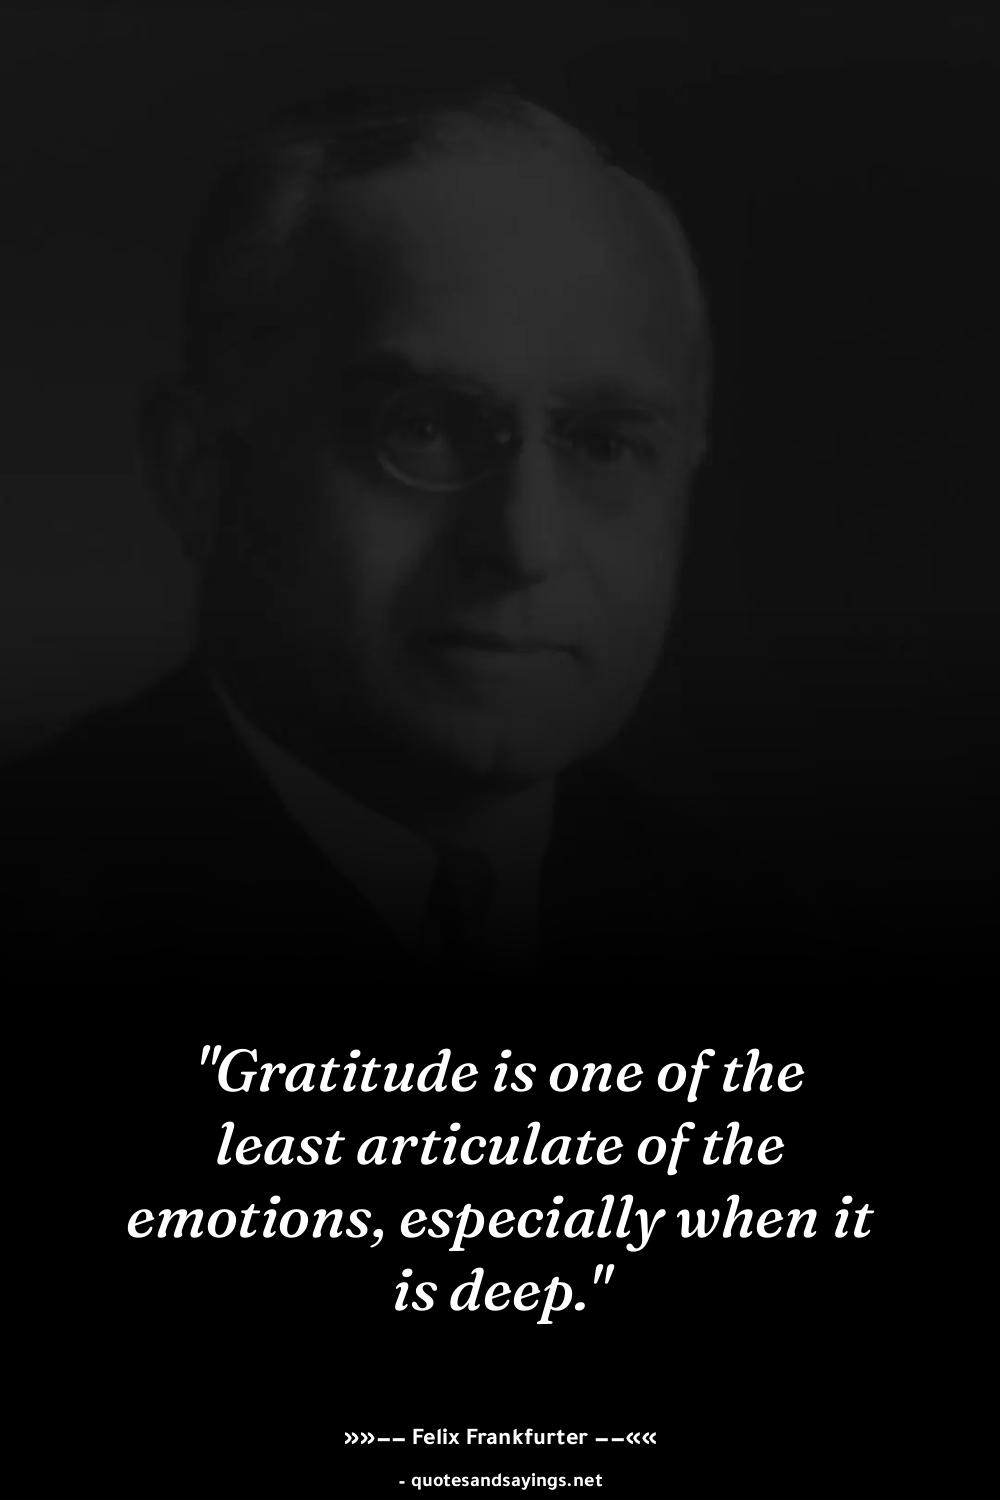 "Gratitude is one of the
least articulate of the
emotions, especially when it
is deep."
»»–– Felix Frankfurter ––««
- quotesandsayings.net